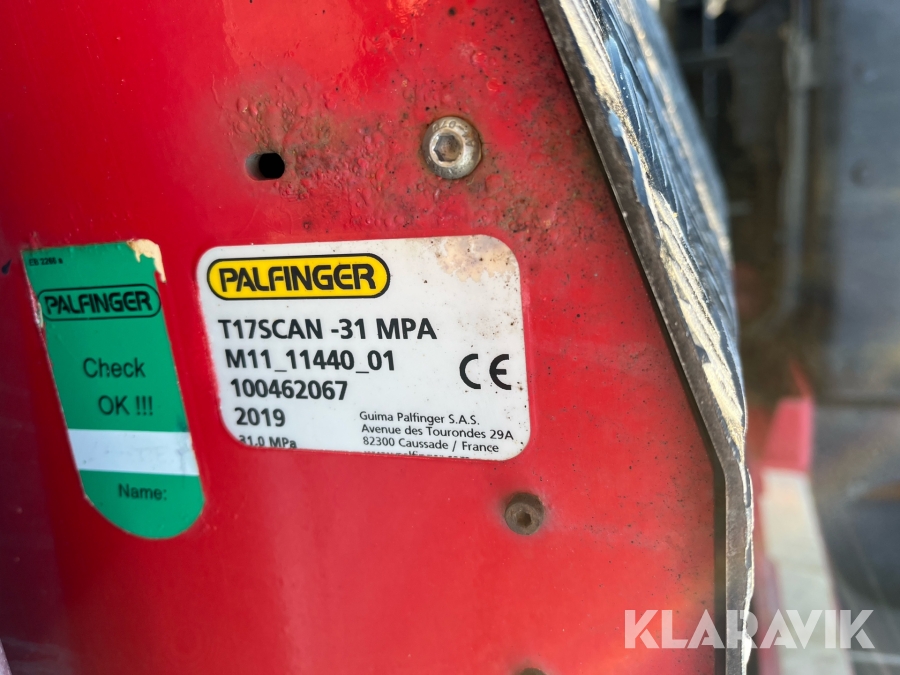 PALFINGER
Check
OK !!!
Name:
PALFINGER
T17SCAN -31 MPA
M11_11440_01
100462067
2019
31.0 MPa
CE
Guima Palfinger S.A.S.
Avenue des Tourondes 29A
82300 Caussade / France
KLARAVIK